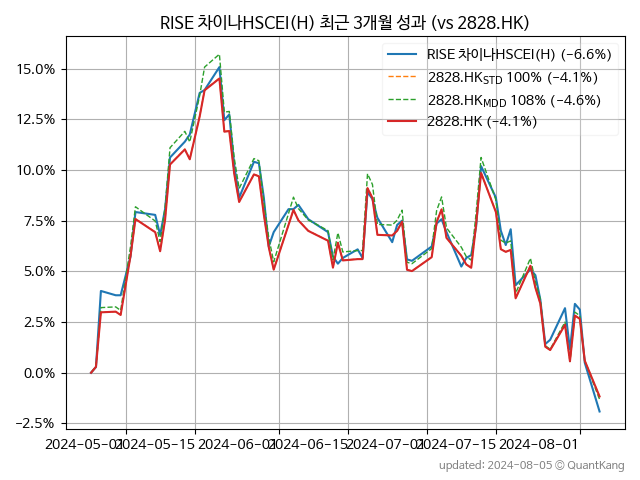 RISE 차이나HSCEI(H) 최근 3개월 성과 (vs 2828.HK)
RISE 차이나HSCEI(H) (−6.6%)
2828.HK_STD 100% (−4.1%)
2828.HK_MDD 108% (−4.6%)
2828.HK (−4.1%)
15.0%
12.5%
10.0%
7.5%
5.0%
2.5%
0.0%
−2.5%
2024−05−01 2024−05−15 2024−06−01 2024−06−15 2024−07−01 2024−07−15 2024−08−01
updated: 2024−08−05 © QuantKang